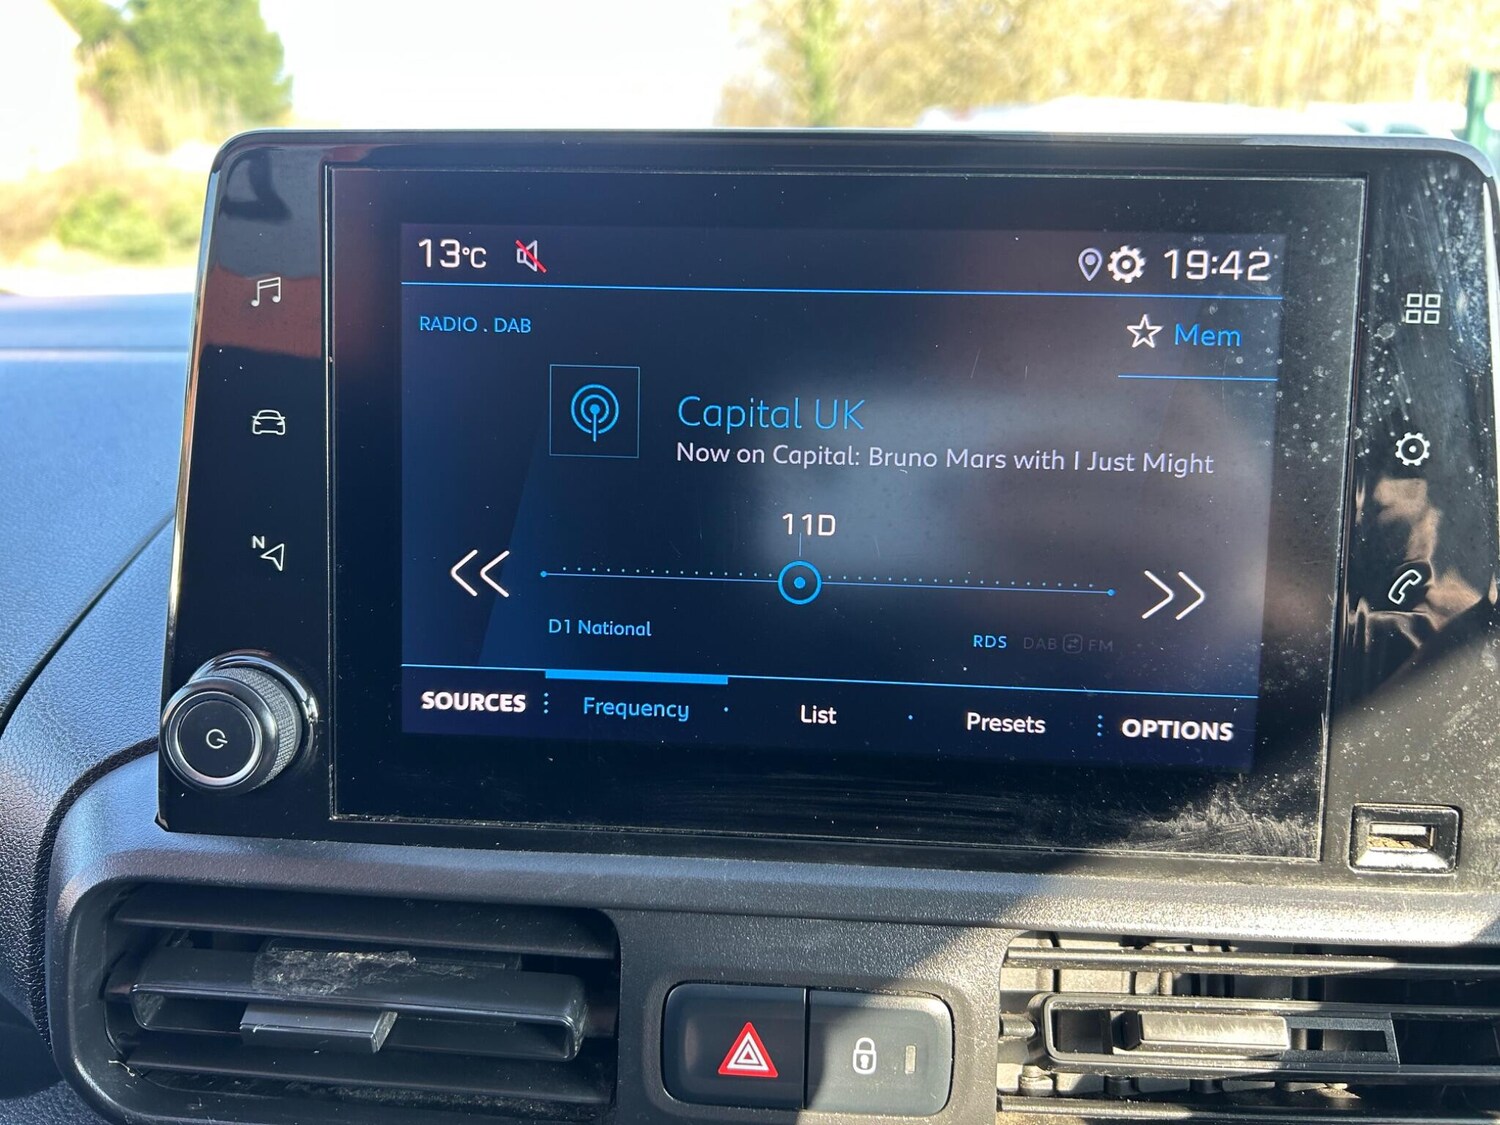 13°C 19:42
RADIO . DAB
Mem
Capital UK
Now on Capital: Bruno Mars with I Just Might
11D
N
D1 National
RDS DAB FM
SOURCES Frequency List Presets OPTIONS